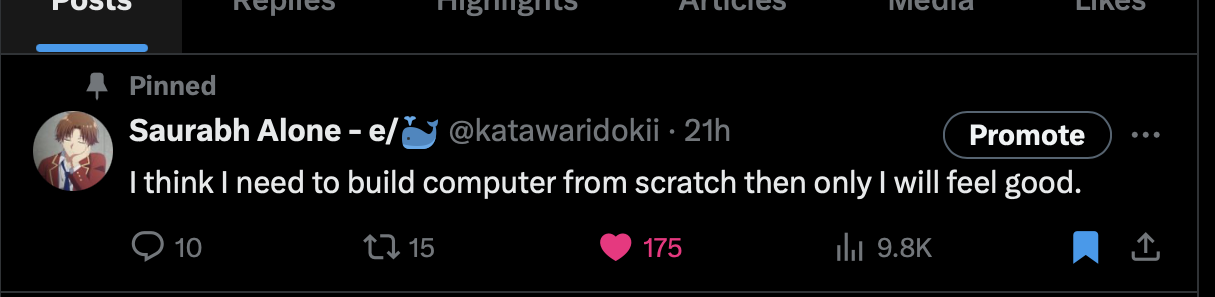 Posts Replies Highlights Articles Media Likes
Pinned
Saurabh Alone - e/🐳 @katawaridokii · 21h Promote ...
I think I need to build computer from scratch then only I will feel good.
10 15 175 9.8K